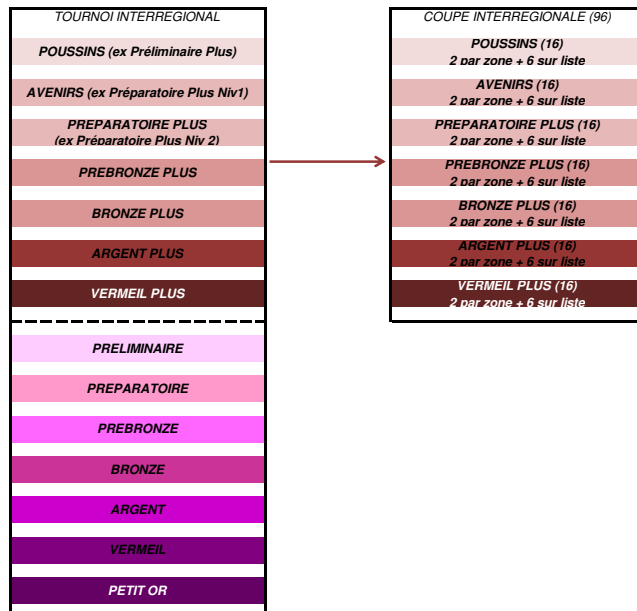 TOURNOI INTERREGIONAL
POUSSINS (ex Préliminaire Plus)
AVENIRS (ex Préparatoire Plus Niv1)
PREPARATOIRE PLUS
(ex Préparatoire Plus Niv 2)
PREBRONZE PLUS
BRONZE PLUS
ARGENT PLUS
VERMEIL PLUS
PRELIMINAIRE
PREPARATOIRE
PREBRONZE
BRONZE
ARGENT
VERMEIL
PETIT OR
COUPE INTERREGIONALE (96)
POUSSINS (16)
2 par zone + 6 sur liste
AVENIRS (16)
2 par zone + 6 sur liste
PREPARATOIRE PLUS (16)
2 par zone + 6 sur liste
PREBRONZE PLUS (16)
2 par zone + 6 sur liste
BRONZE PLUS (16)
2 par zone + 6 sur liste
ARGENT PLUS (16)
2 par zone + 6 sur liste
VERMEIL PLUS (16)
2 par zone + 6 sur liste